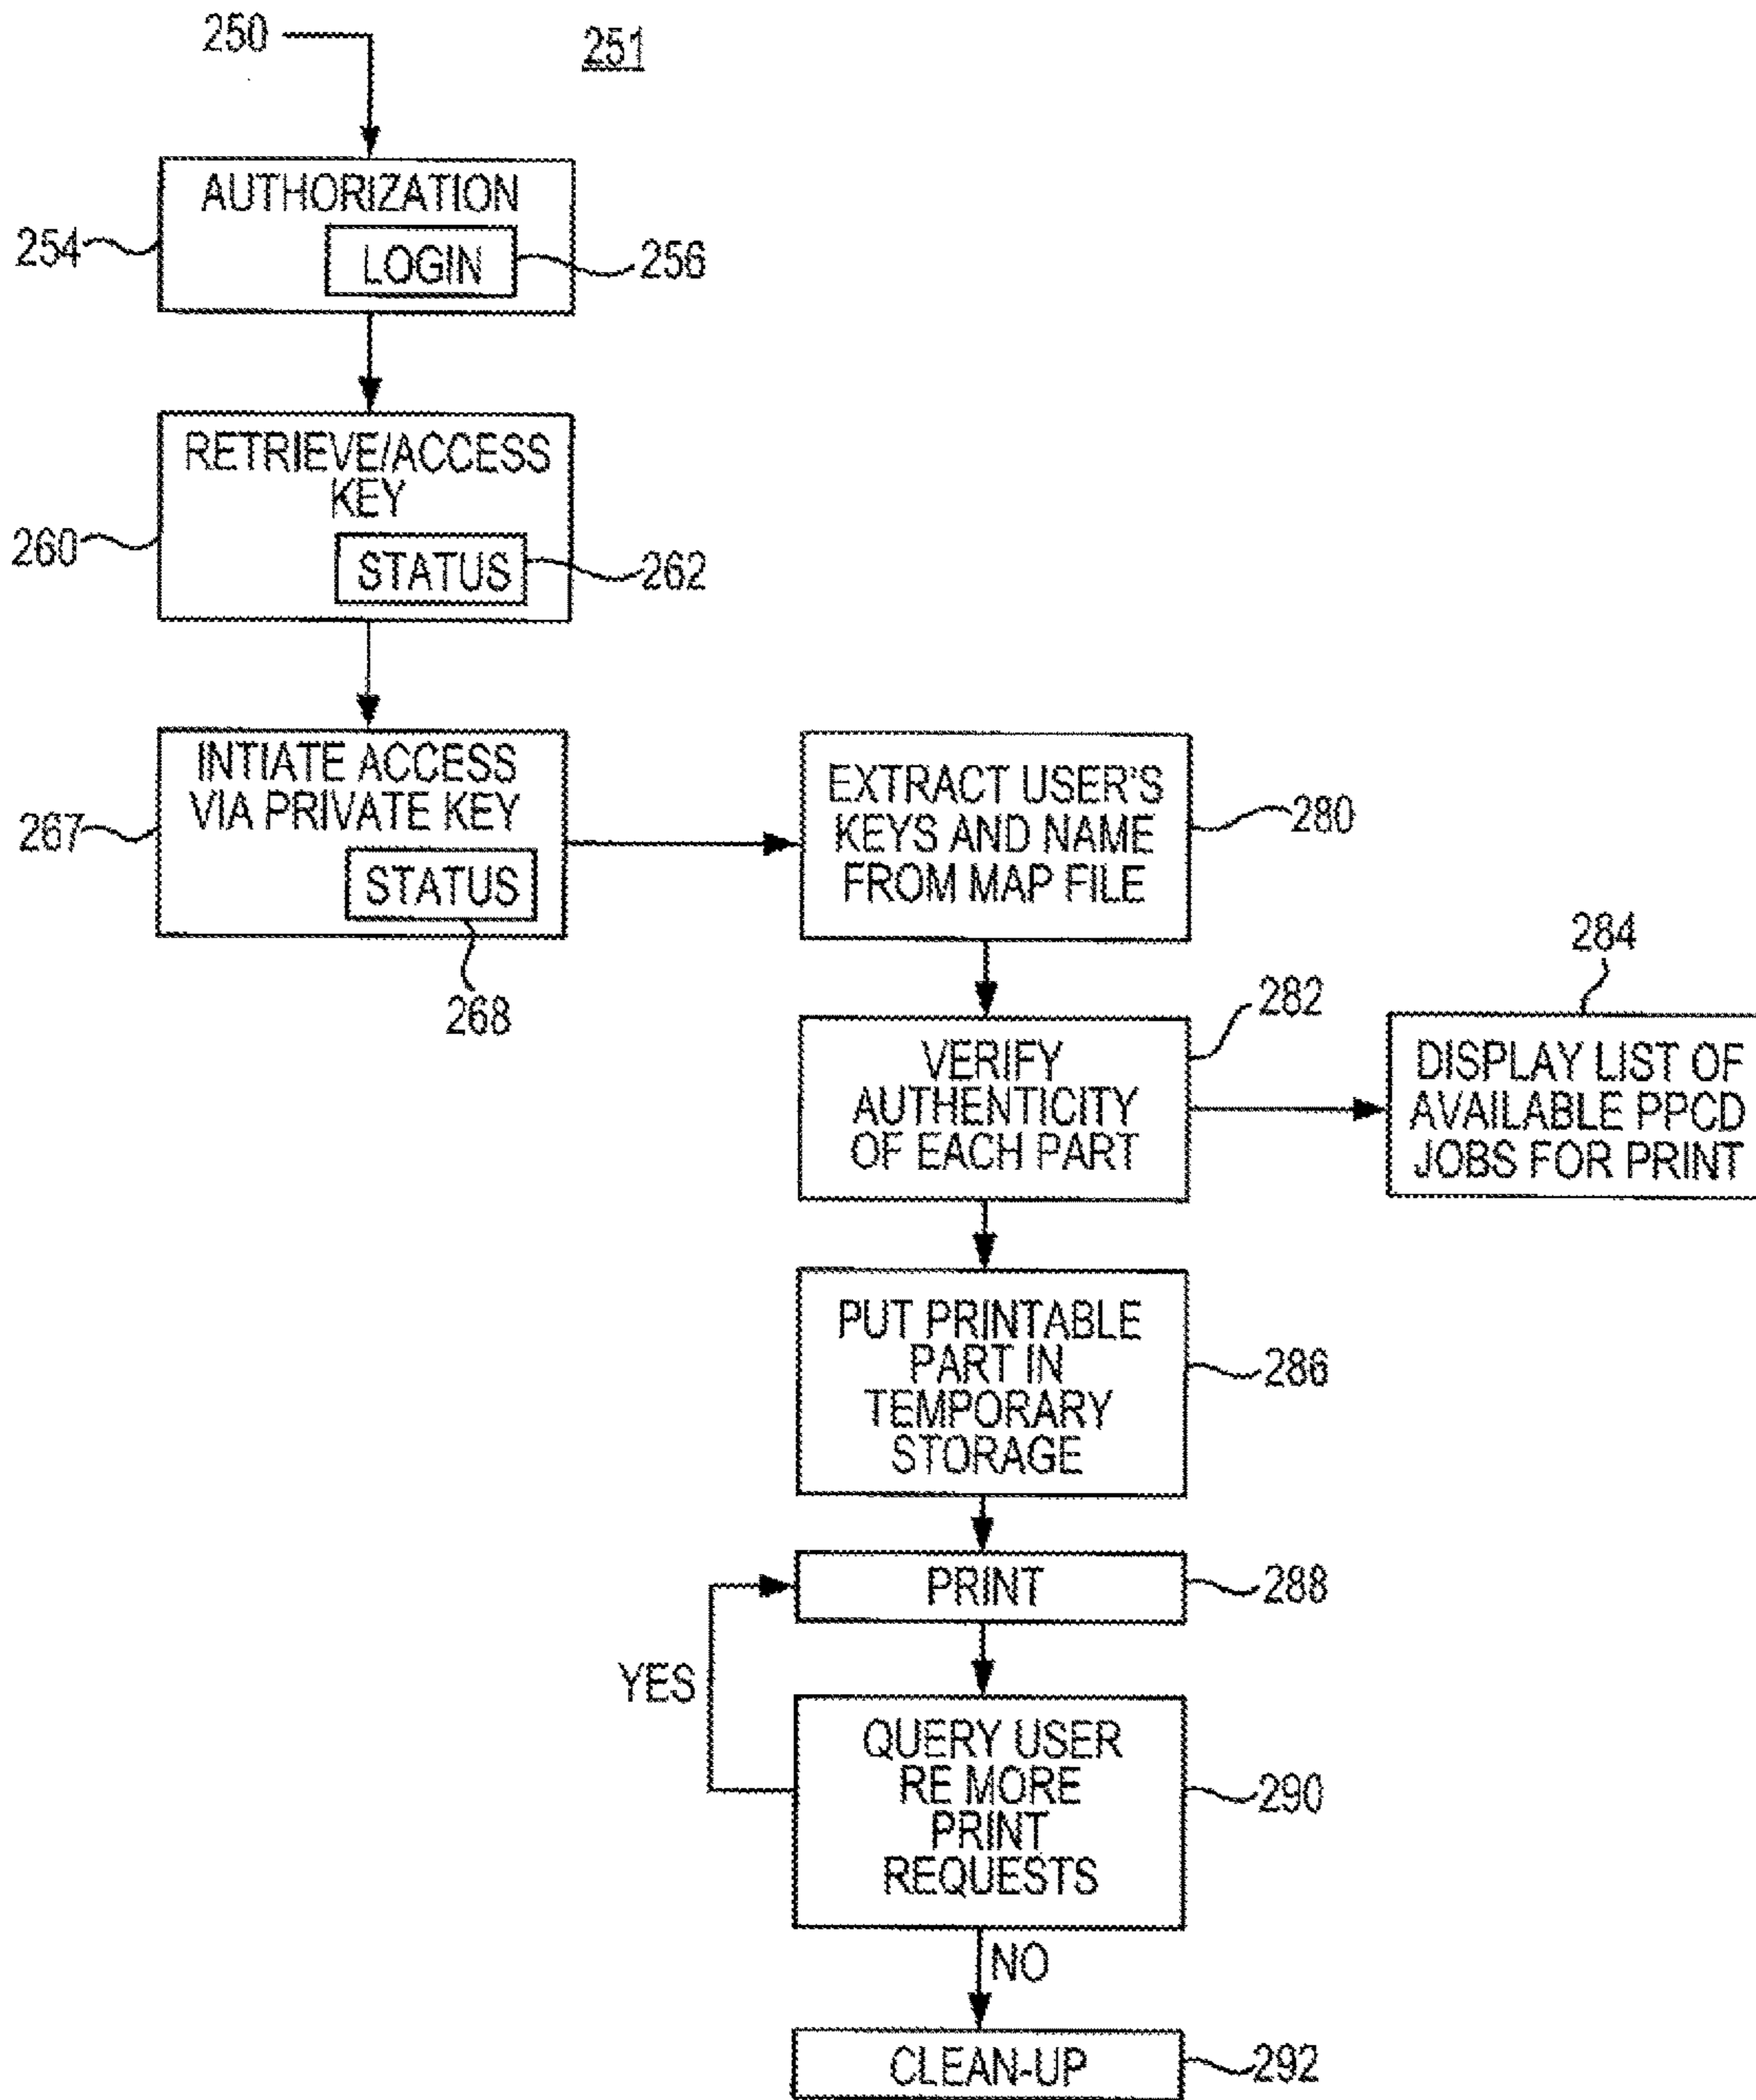 250
251
AUTHORIZATION
LOGIN
254
256
RETRIEVE/ACCESS
KEY
STATUS
260
262
INTIATE ACCESS
VIA PRIVATE KEY
STATUS
267
268
EXTRACT USER'S
KEYS AND NAME
FROM MAP FILE
280
VERIFY
AUTHENTICITY
OF EACH PART
282
284
DISPLAY LIST OF
AVAILABLE PPCD
JOBS FOR PRINT
PUT PRINTABLE
PART IN
TEMPORARY
STORAGE
286
PRINT
288
YES
QUERY USER
RE MORE
PRINT
REQUESTS
290
NO
CLEAN-UP
292